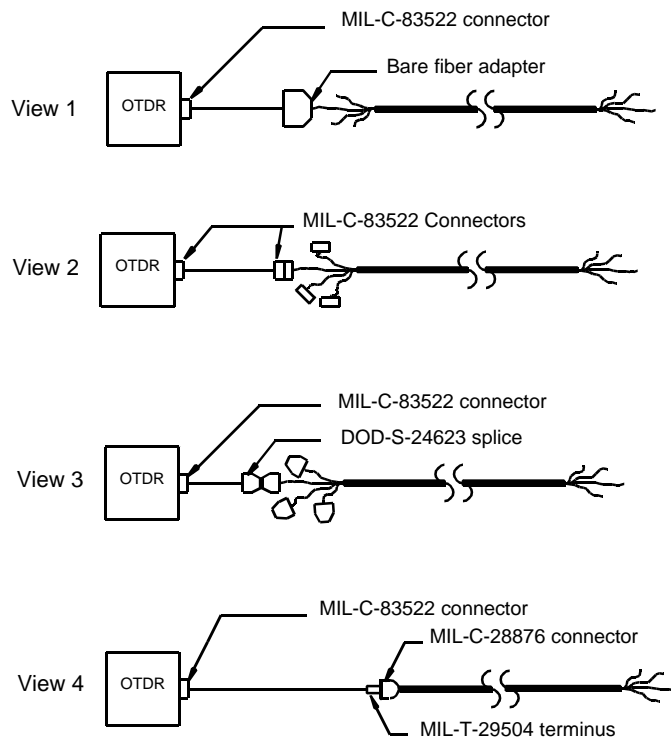 MIL-C-83522 connector
Bare fiber adapter
View 1
OTDR
MIL-C-83522 Connectors
View 2
OTDR
MIL-C-83522 connector
DOD-S-24623 splice
View 3
OTDR
MIL-C-83522 connector
MIL-C-28876 connector
View 4
OTDR
MIL-T-29504 terminus